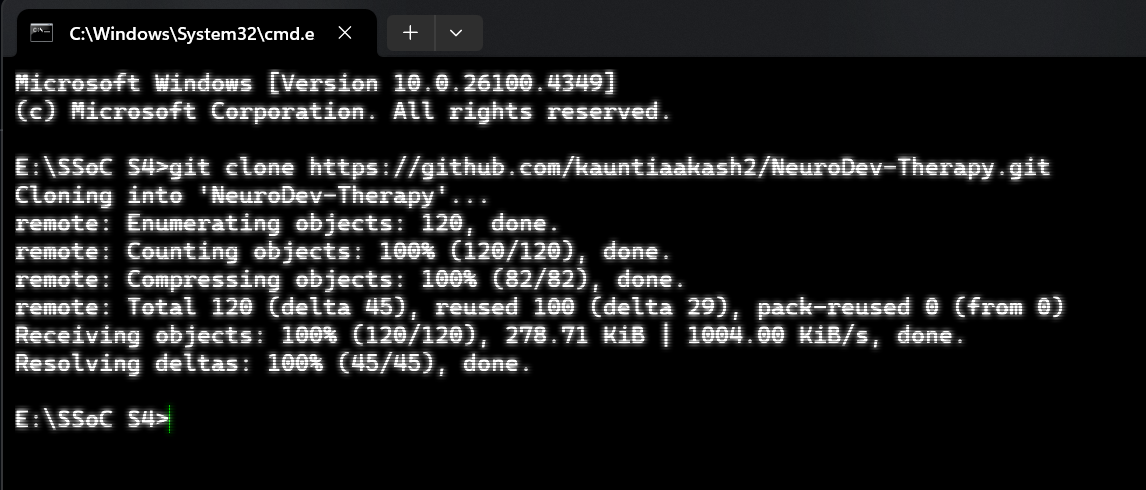 C:\Windows\System32\cmd.e
Microsoft Windows [Version 10.0.26100.4349]
(c) Microsoft Corporation. All rights reserved.
E:\SSoC S4>git clone https://github.com/kauntiaakash2/NeuroDev-Therapy.git
Cloning into 'NeuroDev-Therapy'...
remote: Enumerating objects: 120, done.
remote: Counting objects: 100% (120/120), done.
remote: Compressing objects: 100% (82/82), done.
remote: Total 120 (delta 45), reused 100 (delta 29), pack-reused 0 (from 0)
Receiving objects: 100% (120/120), 278.71 KiB | 1004.00 KiB/s, done.
Resolving deltas: 100% (45/45), done.
E:\SSoC S4>